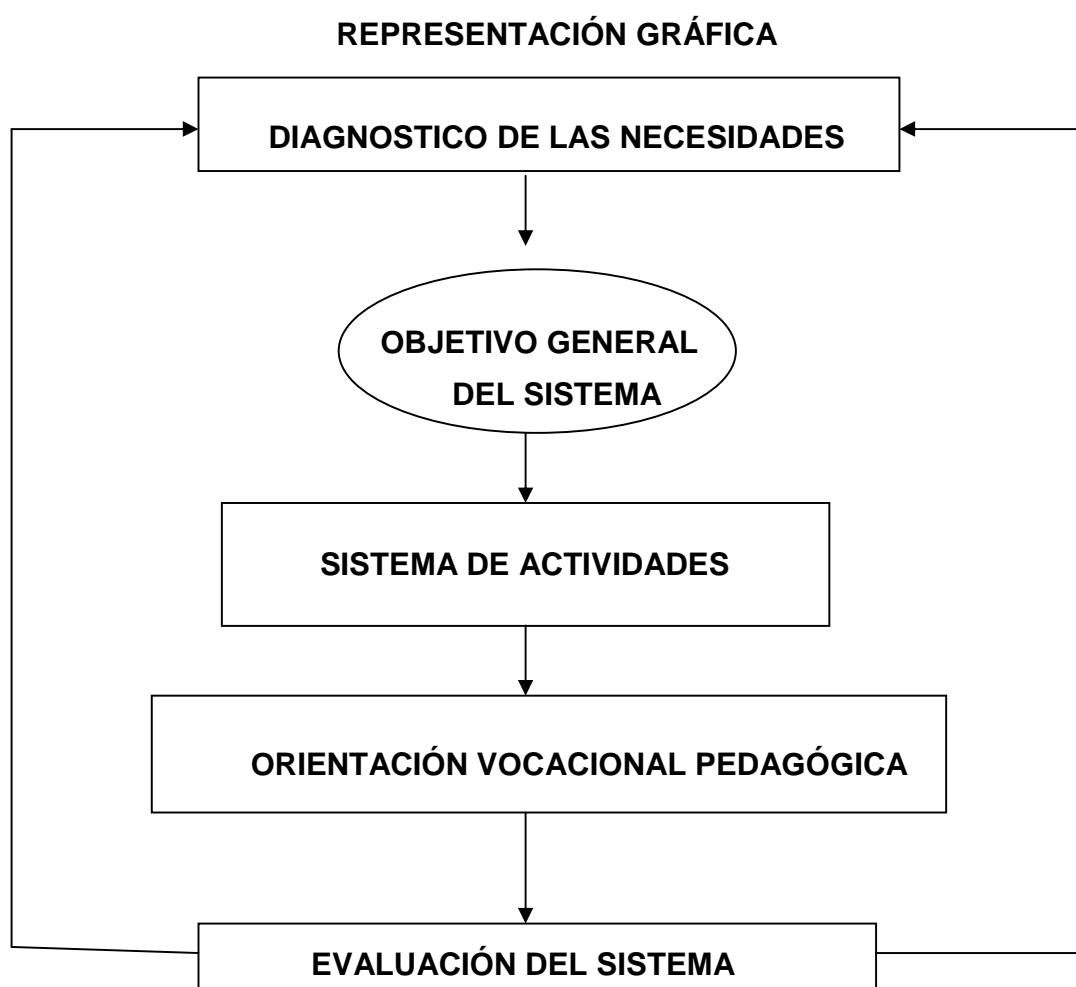 REPRESENTACIÓN GRÁFICA
DIAGNOSTICO DE LAS NECESIDADES
OBJETIVO GENERAL
DEL SISTEMA
SISTEMA DE ACTIVIDADES
ORIENTACIÓN VOCACIONAL PEDAGÓGICA
EVALUACIÓN DEL SISTEMA